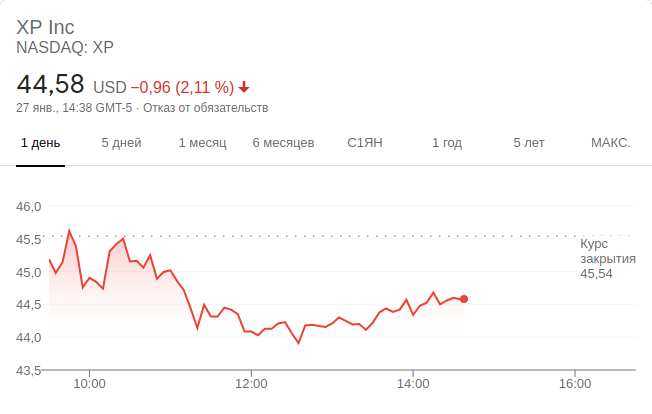 XP Inc
NASDAQ: XP
44,58 USD −0,96 (2,11 %)
27 янв., 14:38 GMT-5 · Отказ от обязательств
1 день 5 дней 1 месяц 6 месяцев С1ЯН 1 год 5 лет МАКС.
46,0
45,5
45,0
44,5
44,0
43,5
Курс
закрытия
45,54
10:00 12:00 14:00 16:00